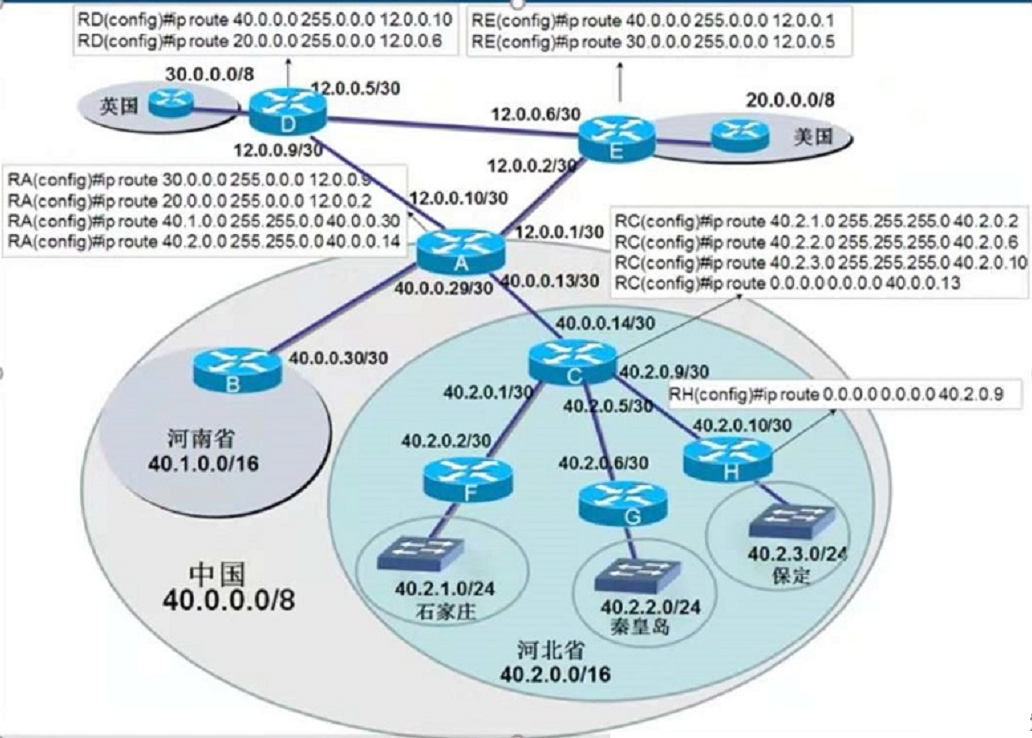 RD(config)#ip route 40.0.0.0 255.0.0.0 12.0.0.10
RD(config)#ip route 20.0.0.0 255.0.0.0 12.0.0.6
RE(config)#ip route 40.0.0.0 255.0.0.0 12.0.0.1
RE(config)#ip route 30.0.0.0 255.0.0.0 12.0.0.5
30.0.0.0/8
英国
D
12.0.0.5/30
12.0.0.6/30
20.0.0.0/8
美国
E
12.0.0.9/30
12.0.0.2/30
RA(config)#ip route 30.0.0.0 255.0.0.0 12.0.0.9
RA(config)#ip route 20.0.0.0 255.0.0.0 12.0.0.2
RA(config)#ip route 40.1.0.0 255.255.0.0 40.0.0.30
RA(config)#ip route 40.2.0.0 255.255.0.0 40.0.0.14
12.0.0.10/30
12.0.0.1/30
A
RC(config)#ip route 40.2.1.0 255.255.255.0 40.2.0.2
RC(config)#ip route 40.2.2.0 255.255.255.0 40.2.0.6
RC(config)#ip route 40.2.3.0 255.255.255.0 40.2.0.10
RC(config)#ip route 0.0.0.0 0.0.0.0 40.0.0.13
40.0.0.29/30
40.0.0.13/30
40.0.0.14/30
40.0.0.30/30
B
C
40.2.0.1/30
40.2.0.5/30
40.2.0.9/30
RH(config)#ip route 0.0.0.0 0.0.0.0 40.2.0.9
河南省
40.1.0.0/16
40.2.0.2/30
40.2.0.6/30
40.2.0.10/30
F
G
H
40.2.1.0/24
石家庄
40.2.2.0/24
秦皇岛
40.2.3.0/24
保定
中国
40.0.0.0/8
河北省
40.2.0.0/16